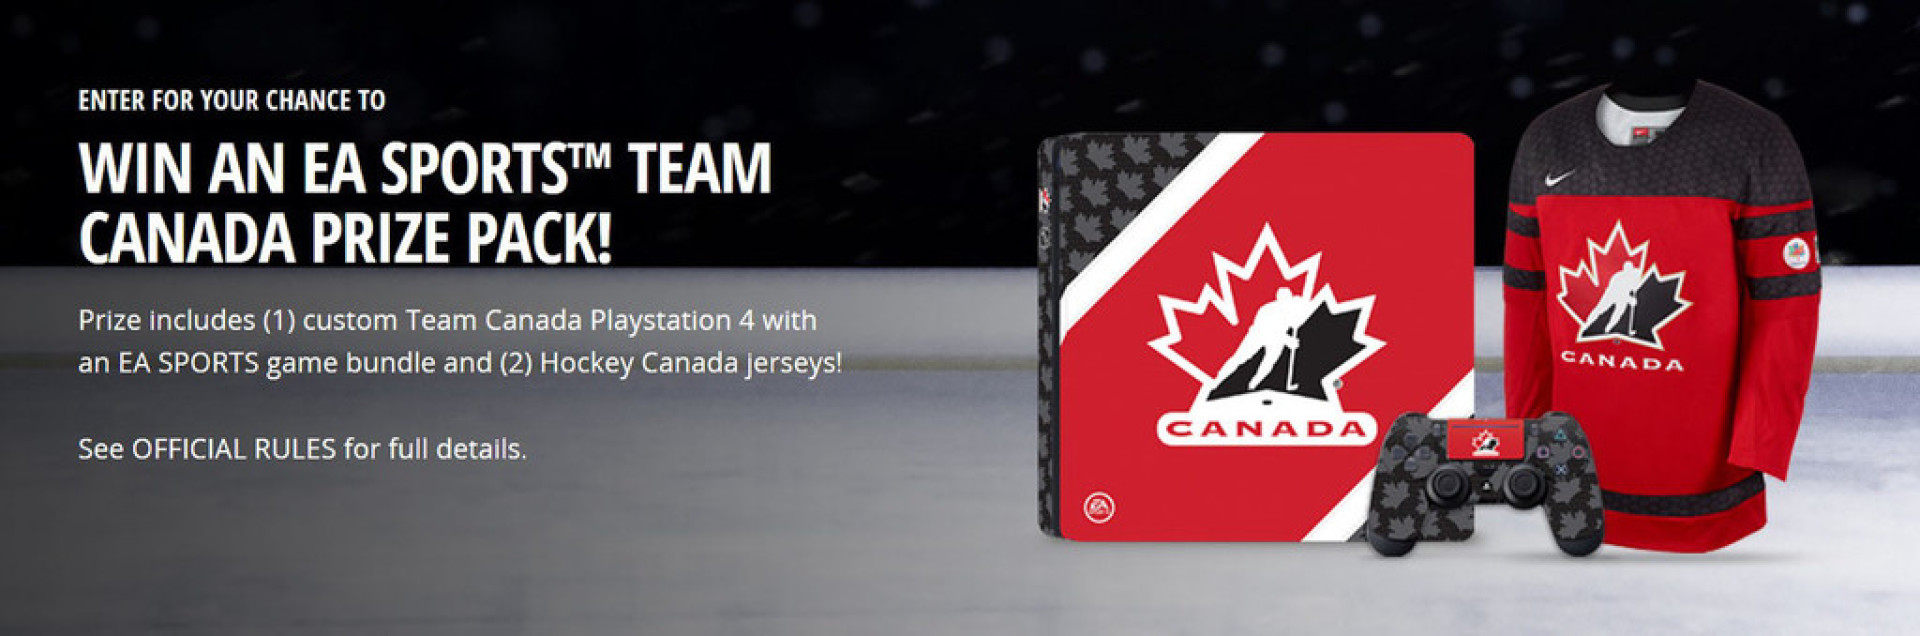 ENTER FOR YOUR CHANCE TO
WIN AN EA SPORTS™ TEAM
CANADA PRIZE PACK!
Prize includes (1) custom Team Canada Playstation 4 with
an EA SPORTS game bundle and (2) Hockey Canada jerseys!
See OFFICIAL RULES for full details.
CANADA
EA
SPORTS
CANADA